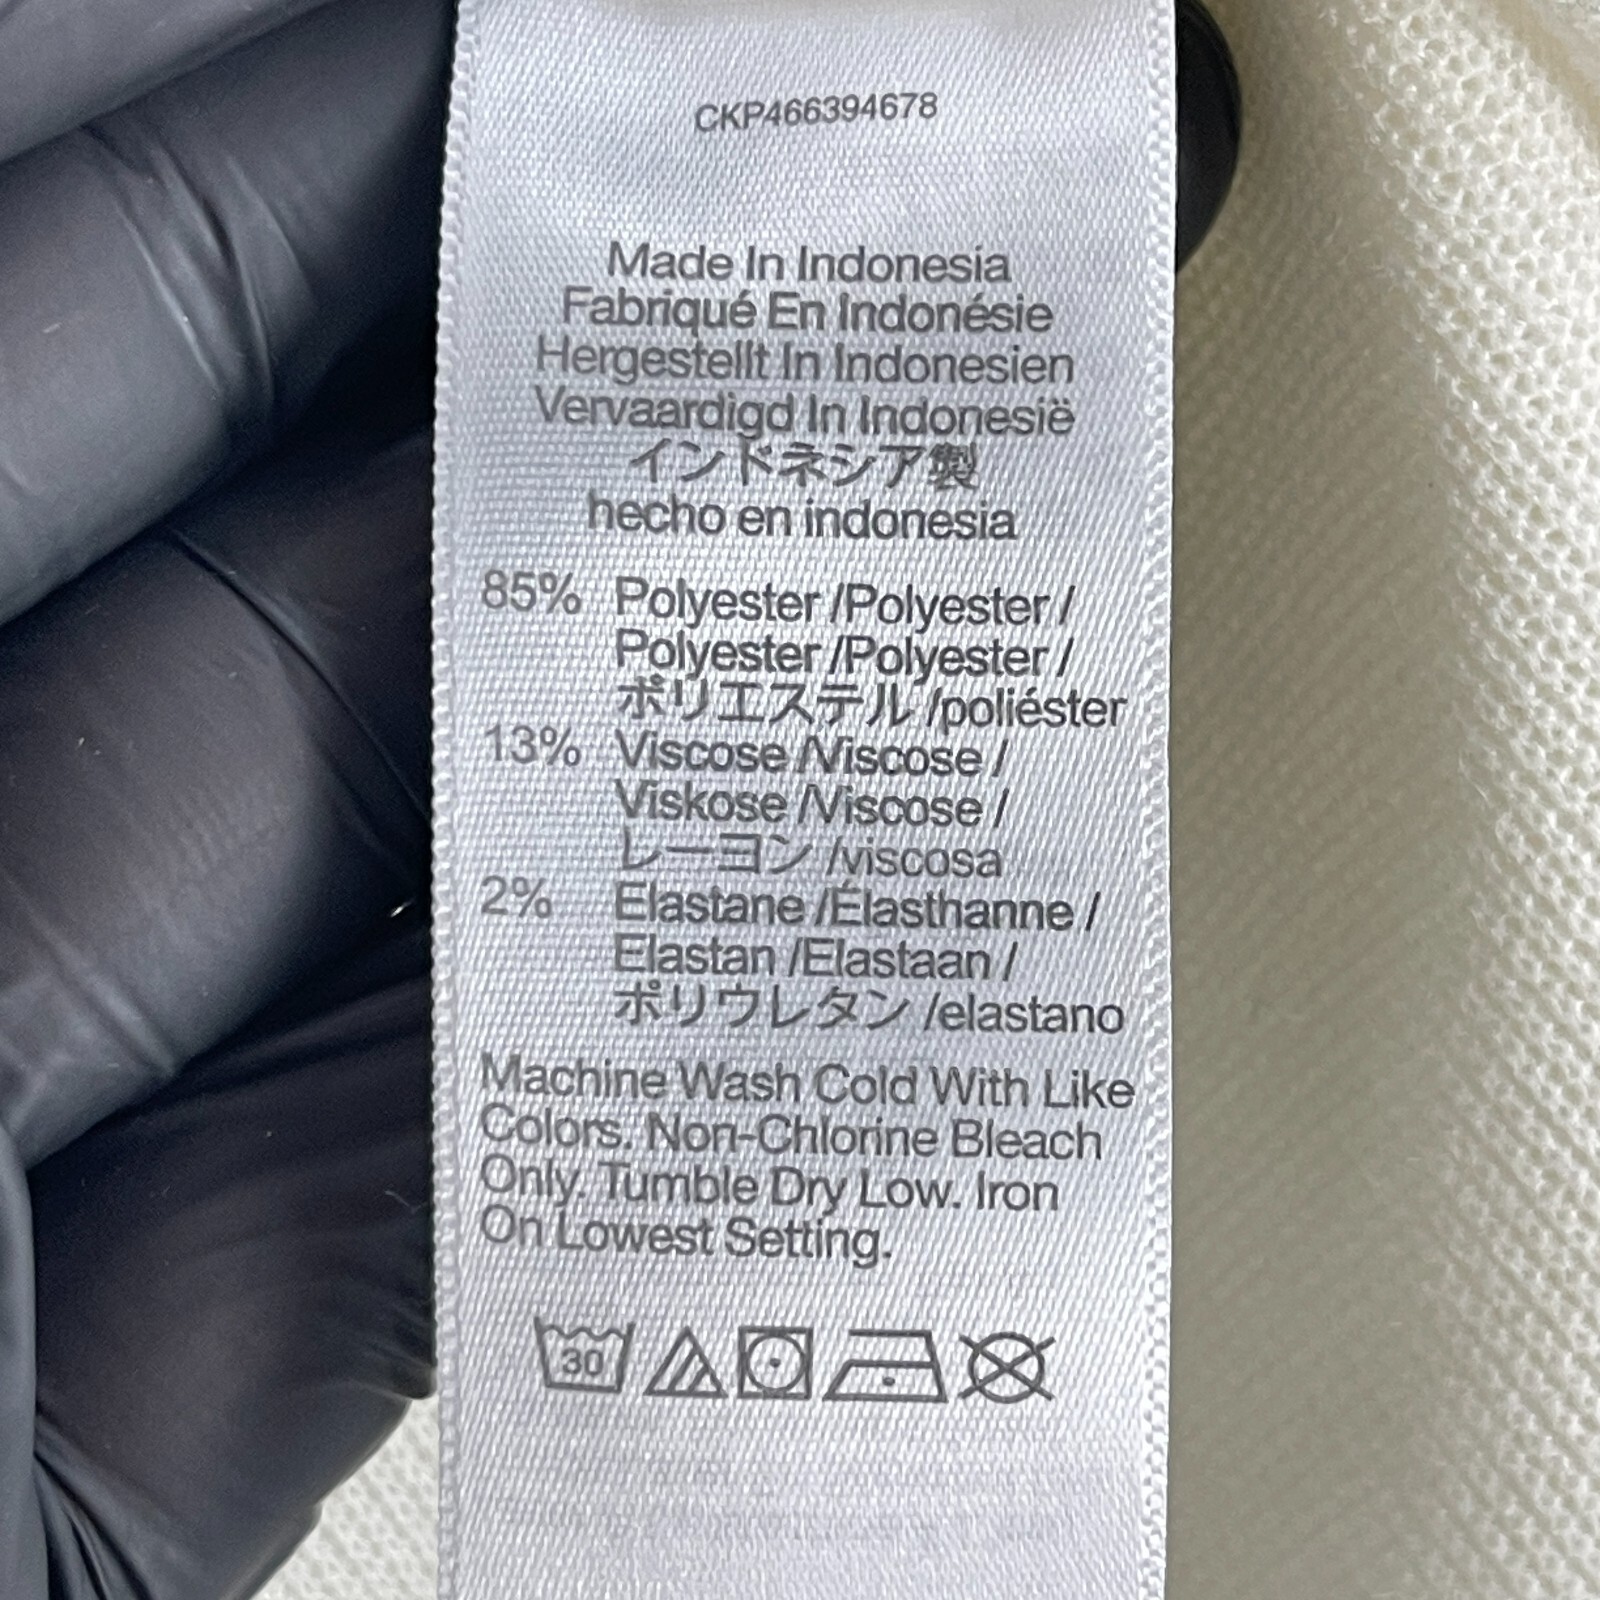 CKP466394678
Made In Indonesia
Fabriqué En Indonésie
Hergestellt In Indonesien
Vervaardigd In Indonesië
インドネシア製
hecho en indonesia
85% Polyester /Polyester /
Polyester /Polyester /
ポリエステル /poliéster
13% Viscose /Viscose /
Viskose /Viscose /
レーヨン /viscosa
2% Elastane /Élasthanne /
Elastan /Elastaan /
ポリウレタン /elastano
Machine Wash Cold With Like
Colors. Non-Chlorine Bleach
Only. Tumble Dry Low. Iron
On Lowest Setting.
30